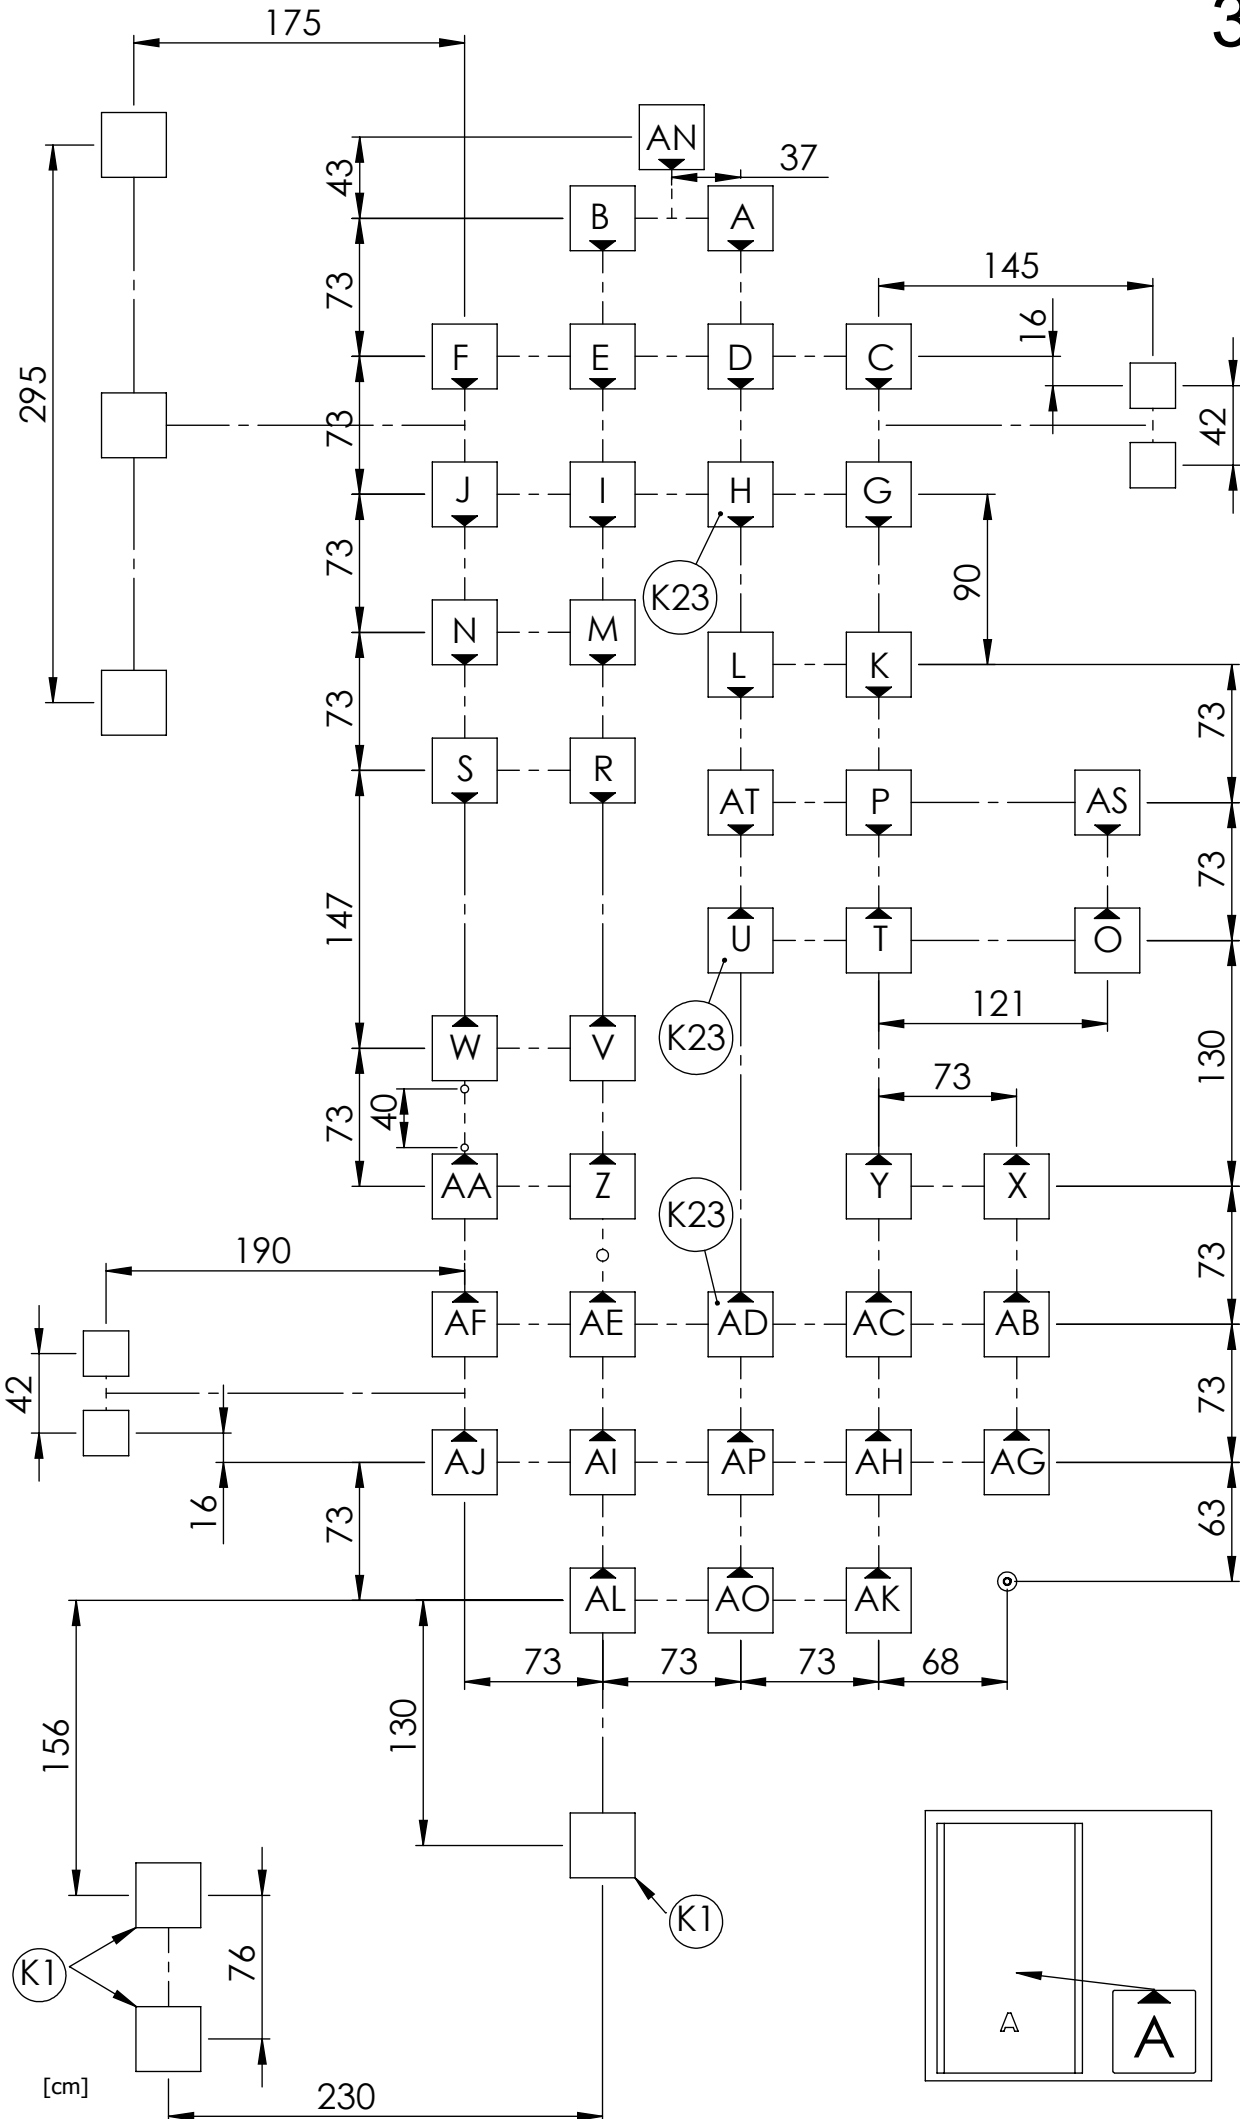 3
175
AN
37
43
B A
73
145
16
F E D C
295
73
42
J I H G
K23
73
90
N M
L K
73
73
S R
AT P AS
147
73
U T O
K23
121
W V
130
40
73
73
AA Z Y X
K23
190
73
AF AE AD AC AB
42
73
AJ AI AP AH AG
16
73
63
AL AO AK
73 73 73 68
156
130
K1
76
K1
A
A
[cm]
230